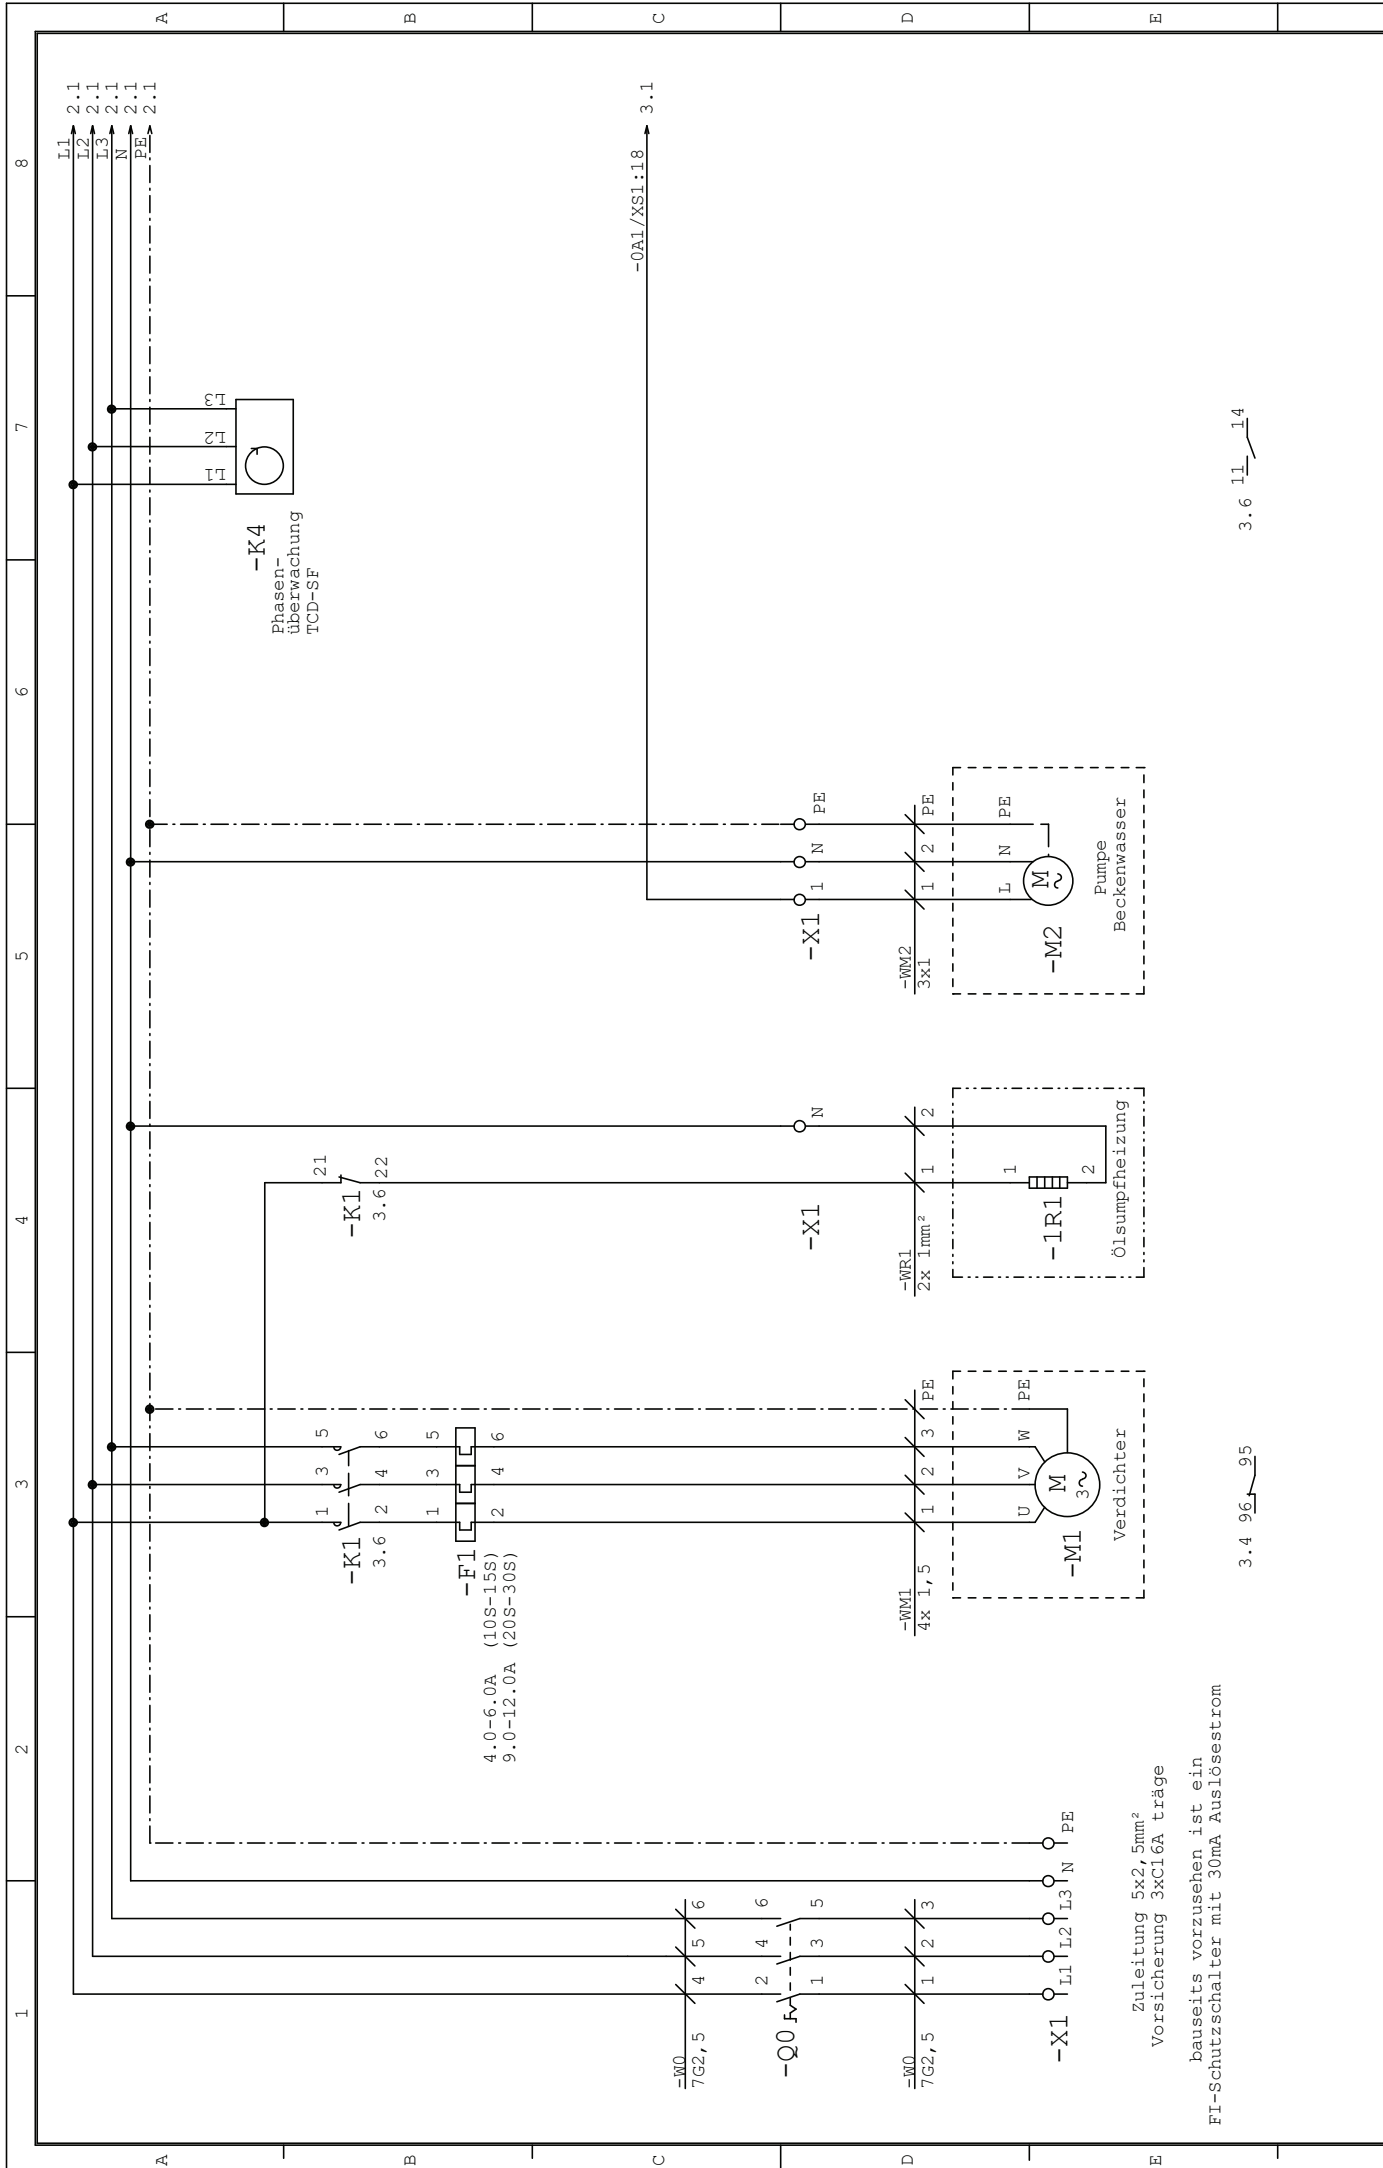 1
2
3
4
5
6
7
8
A
B
C
D
E
A
B
C
D
E
L1 2.1
L2 2.1
L3 2.1
N 2.1
PE 2.1
-K4
Phasen-
überwachung
TCD-SF
L1
L2
L3
-0A1/XS1:18
3.1
-K1
3.6
1
2
3
4
5
6
-K1
3.6
21
22
-F1
4.0-6.0A (10S-15S)
9.0-12.0A (20S-30S)
1
2
3
4
5
6
-W0
7G2,5
4
5
6
-Q0
2
4
6
1
3
5
-W0
7G2,5
1
2
3
-X1
L1
L2
L3
N
PE
Zuleitung 5x2,5mm²
Vorsicherung 3xC16A träge
bauseits vorzusehen ist ein
FI-Schutzschalter mit 30mA Auslösestrom
-WM1
4x 1,5
1
2
3
PE
U
V
W
PE
-M1
M
3~
Verdichter
-X1
N
-WR1
2x 1mm²
1
2
-1R1
1
2
Ölsumpfheizung
-X1
1
N
PE
-WM2
3x1
1
2
PE
L
N
PE
-M2
M
~
Pumpe
Beckenwasser
3.4 96 95
3.6 11 14